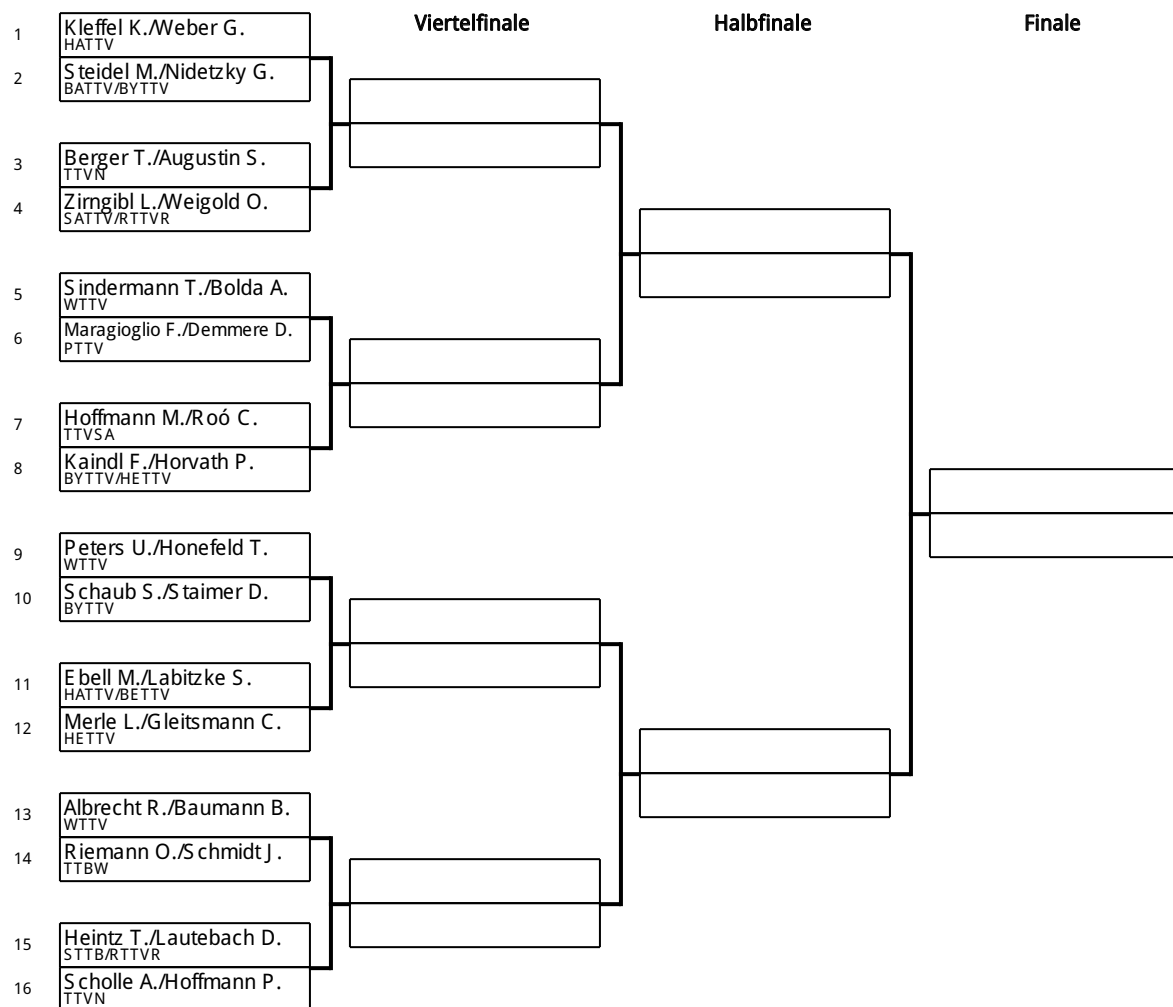 Viertelfinale
Halbfinale
Finale
1
Kleffel K./Weber G.
HATTV
2
Steidel M./Nidetzky G.
BATTV/BYTTV
3
Berger T./Augustin S.
TTVN
4
Zirngibl L./Weigold O.
SATTV/RTTVR
5
Sindermann T./Bolda A.
WTTV
6
Maragioglio F./Demmere D.
PTTV
7
Hoffmann M./Roó C.
TTVSA
8
Kaindl F./Horvath P.
BYTTV/HETTV
9
Peters U./Honefeld T.
WTTV
10
Schaub S./Staimer D.
BYTTV
11
Ebell M./Labitzke S.
HATTV/BETTV
12
Merle L./Gleitsmann C.
HETTV
13
Albrecht R./Baumann B.
WTTV
14
Riemann O./Schmidt J.
TTBW
15
Heintz T./Lautebach D.
STTB/RTTVR
16
Scholle A./Hoffmann P.
TTVN